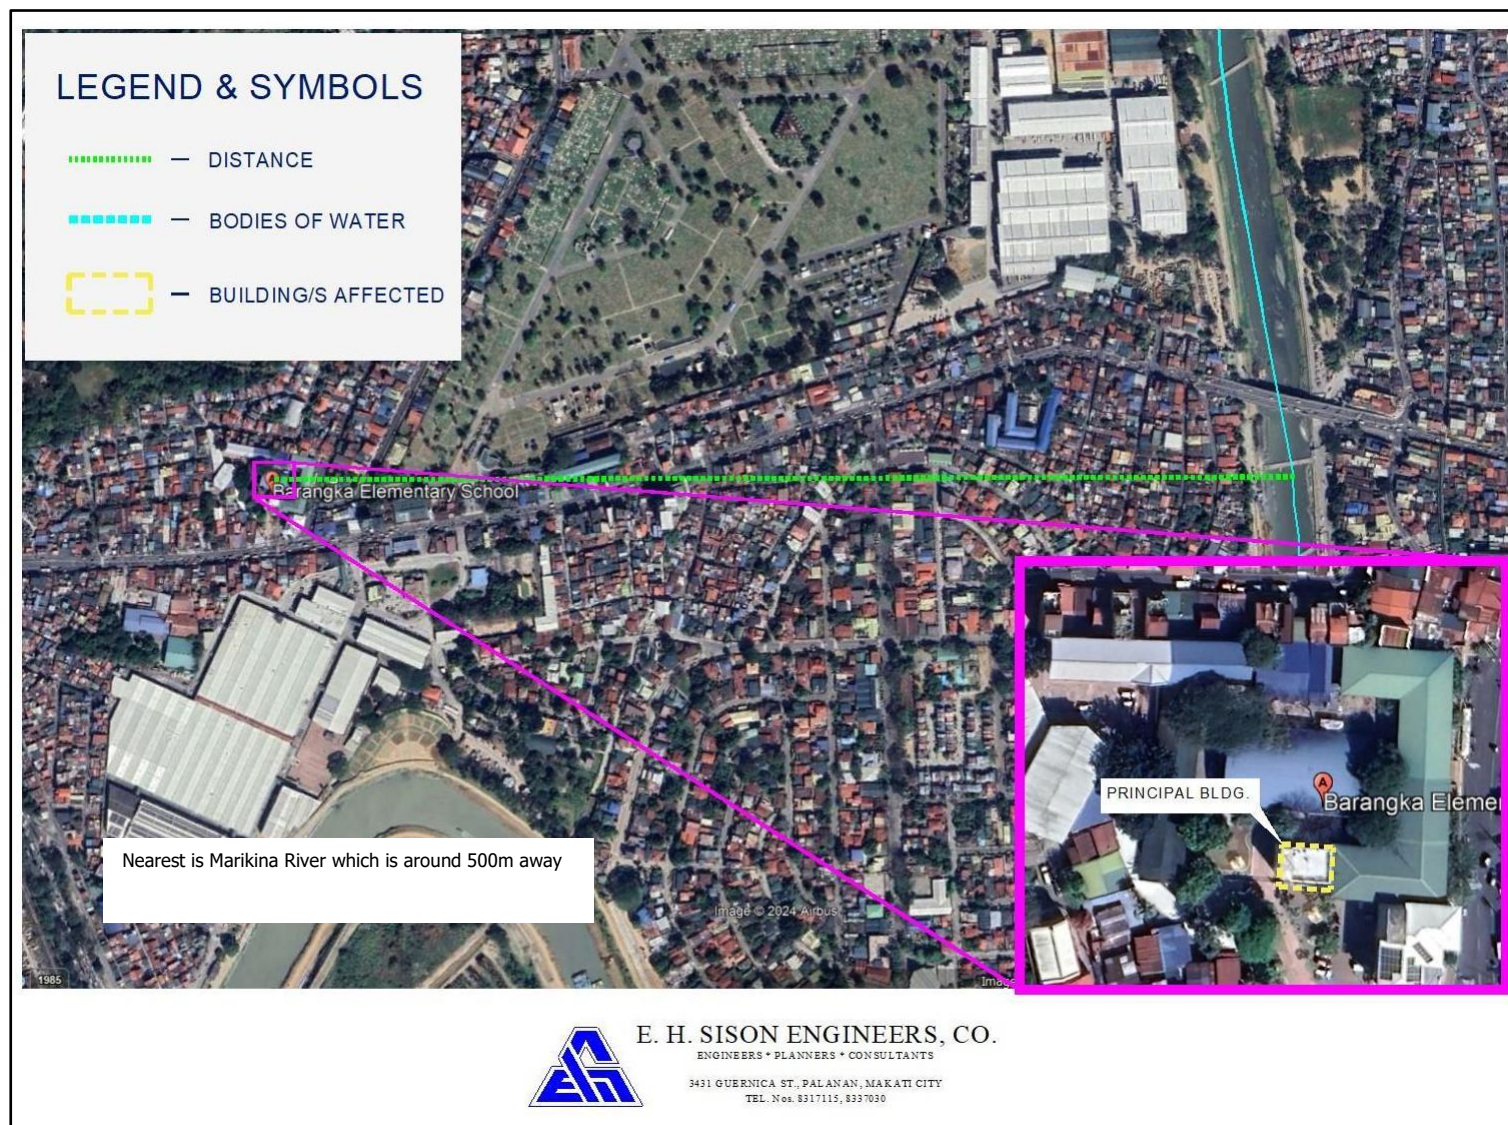 LEGEND & SYMBOLS
— DISTANCE
— BODIES OF WATER
— BUILDING/S AFFECTED
Barangka Elementary School
PRINCIPAL BLDG.
A
Barangka Elemer
Nearest is Marikina River which is around 500m away
Image © 2024 Airbus
1985
Imag
E. H. SISON ENGINEERS, CO.
ENGINEERS * PLANNERS * CONSULTANTS
3431 GUERNICA ST., PALANAN, MAKATI CITY
TEL. Nos. 8317115, 8337030